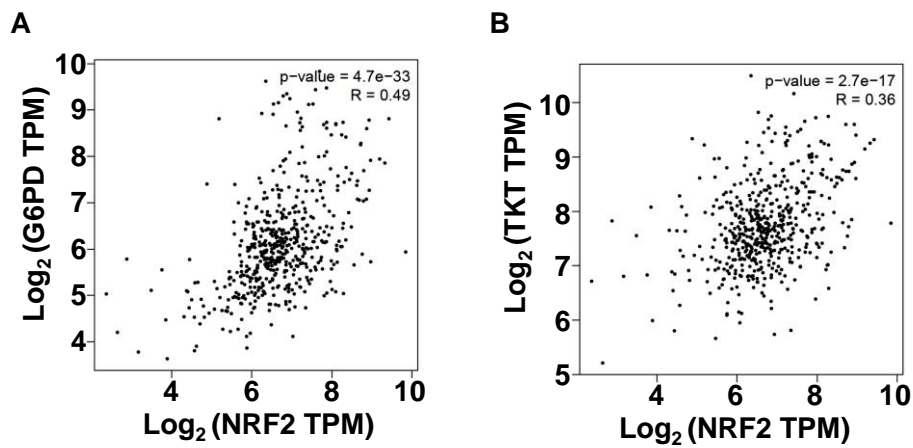 A
p−value = 4.7e−33
R = 0.49
10
9
8
7
6
5
4
Log2 (G6PD TPM)
4 6 8 10
Log2 (NRF2 TPM)
B
p−value = 2.7e−17
R = 0.36
10
9
8
7
6
5
Log2 (TKT TPM)
4 6 8 10
Log2 (NRF2 TPM)